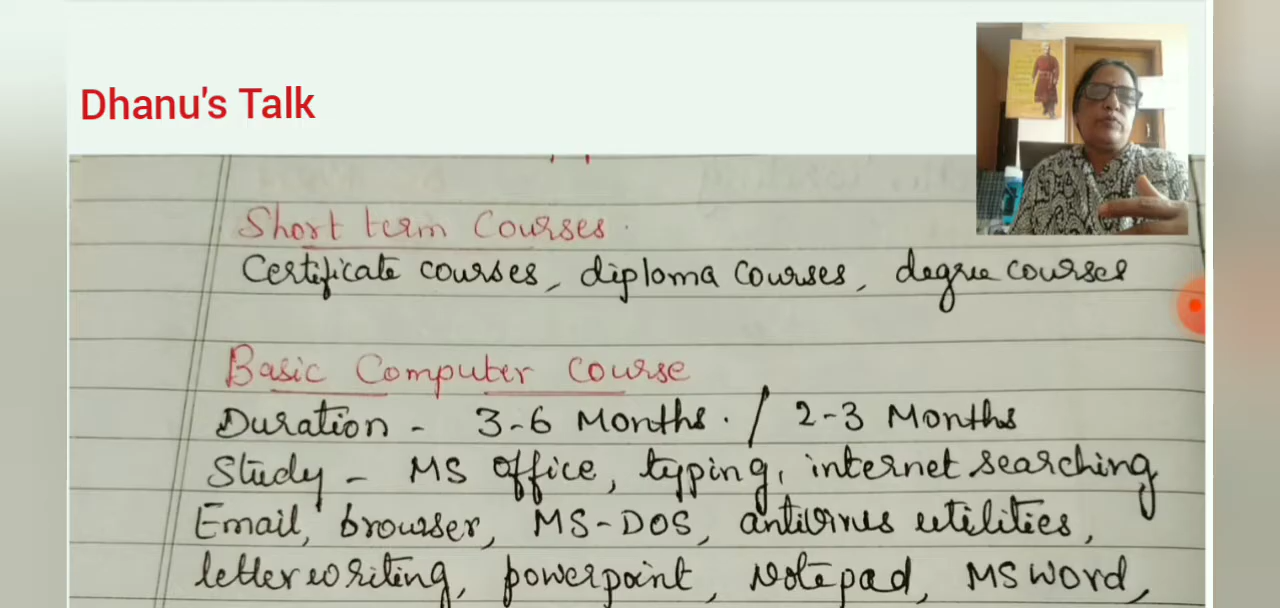 Dhanu's Talk
Short term Courses.
Certificate courses, diploma courses, degree courses
Basic Computer course
Duration - 3-6 Months. / 2-3 Months
Study - MS office, typing, internet searching
Email, browser, MS-DOS, antivirus utilities,
letter writing, powerpoint, Notepad, MS WORD,